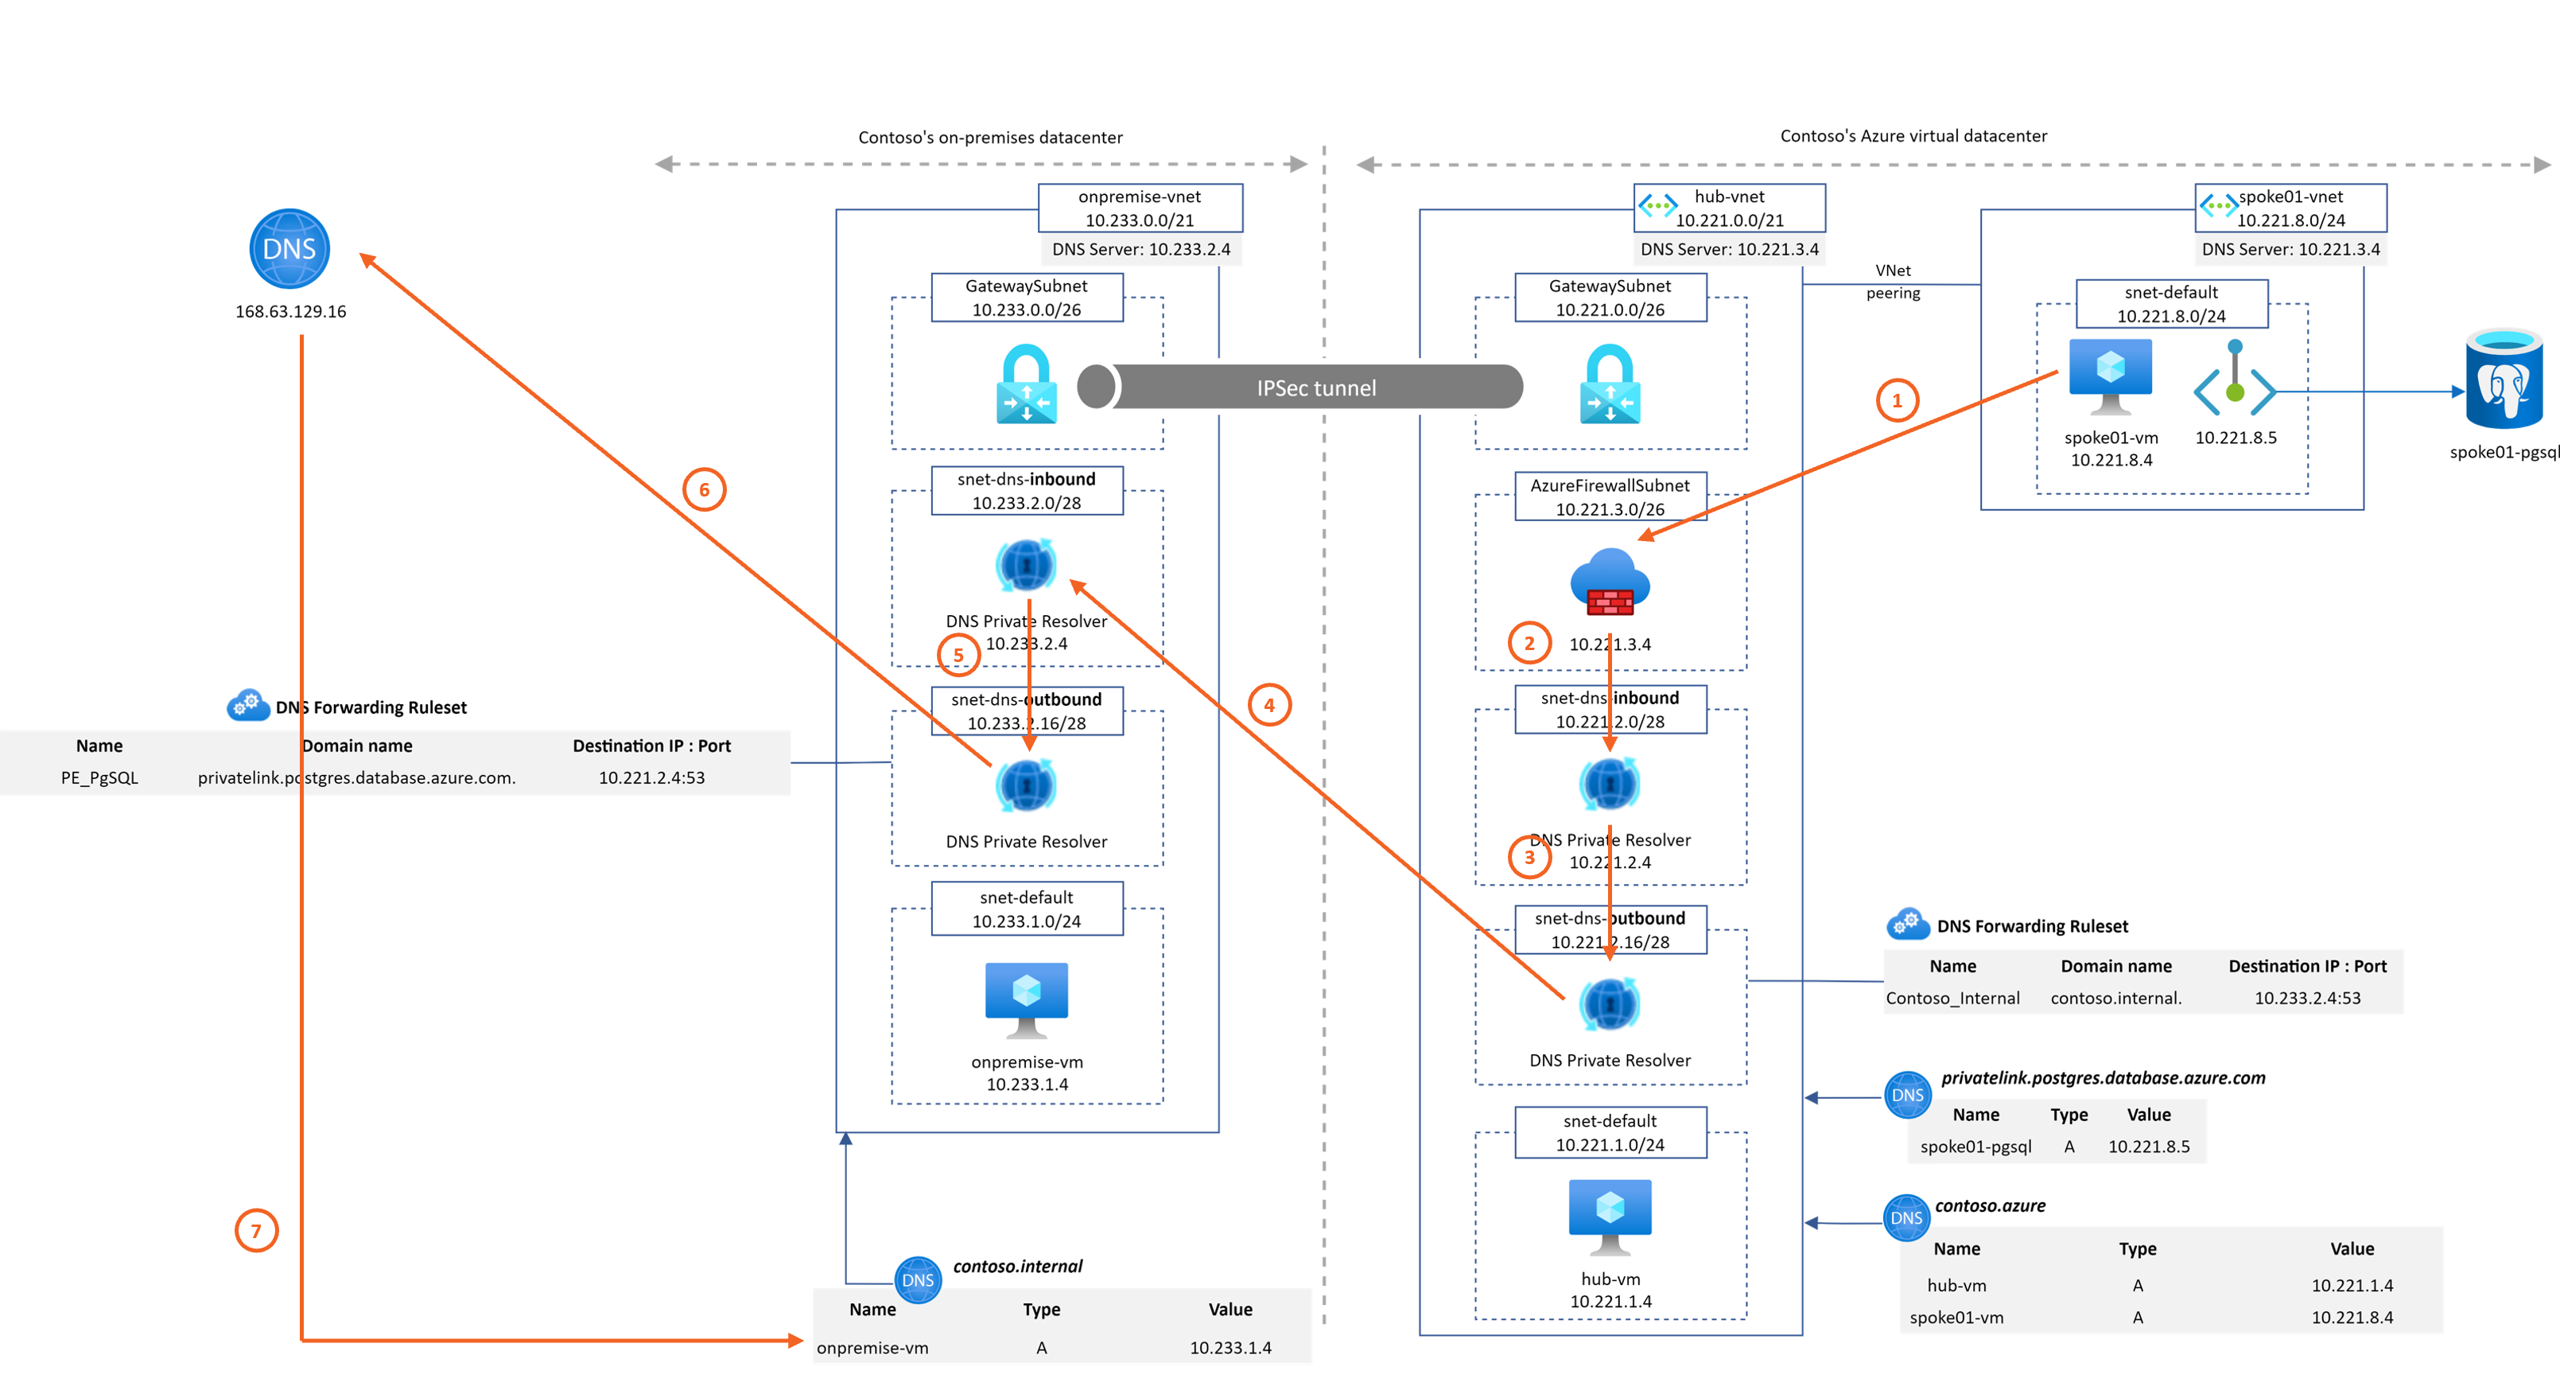 Contoso's on-premises datacenter
Contoso's Azure virtual datacenter
DNS
168.63.129.16
onpremise-vnet
10.233.0.0/21
DNS Server: 10.233.2.4
GatewaySubnet
10.233.0.0/26
IPSec tunnel
snet-dns-inbound
10.233.2.0/28
DNS Private Resolver
10.233.2.4
5
6
snet-dns-outbound
10.233.2.16/28
DNS Private Resolver
DNS Forwarding Ruleset
Name Domain name Destination IP : Port
PE_PgSQL privatelink.postgres.database.azure.com. 10.221.2.4:53
snet-default
10.233.1.0/24
onpremise-vm
10.233.1.4
7
DNS
contoso.internal
Name Type Value
onpremise-vm A 10.233.1.4
4
hub-vnet
10.221.0.0/21
DNS Server: 10.221.3.4
GatewaySubnet
10.221.0.0/26
VNet
peering
1
AzureFirewallSubnet
10.221.3.0/26
10.221.3.4
2
snet-dns-inbound
10.221.2.0/28
DNS Private Resolver
10.221.2.4
3
snet-dns-outbound
10.221.2.16/28
DNS Private Resolver
snet-default
10.221.1.0/24
hub-vm
10.221.1.4
spoke01-vnet
10.221.8.0/24
DNS Server: 10.221.3.4
snet-default
10.221.8.0/24
spoke01-vm
10.221.8.4
10.221.8.5
spoke01-pgsql
DNS Forwarding Ruleset
Name Domain name Destination IP : Port
Contoso_Internal contoso.internal. 10.233.2.4:53
DNS
privatelink.postgres.database.azure.com
Name Type Value
spoke01-pgsql A 10.221.8.5
DNS
contoso.azure
Name Type Value
hub-vm A 10.221.1.4
spoke01-vm A 10.221.8.4